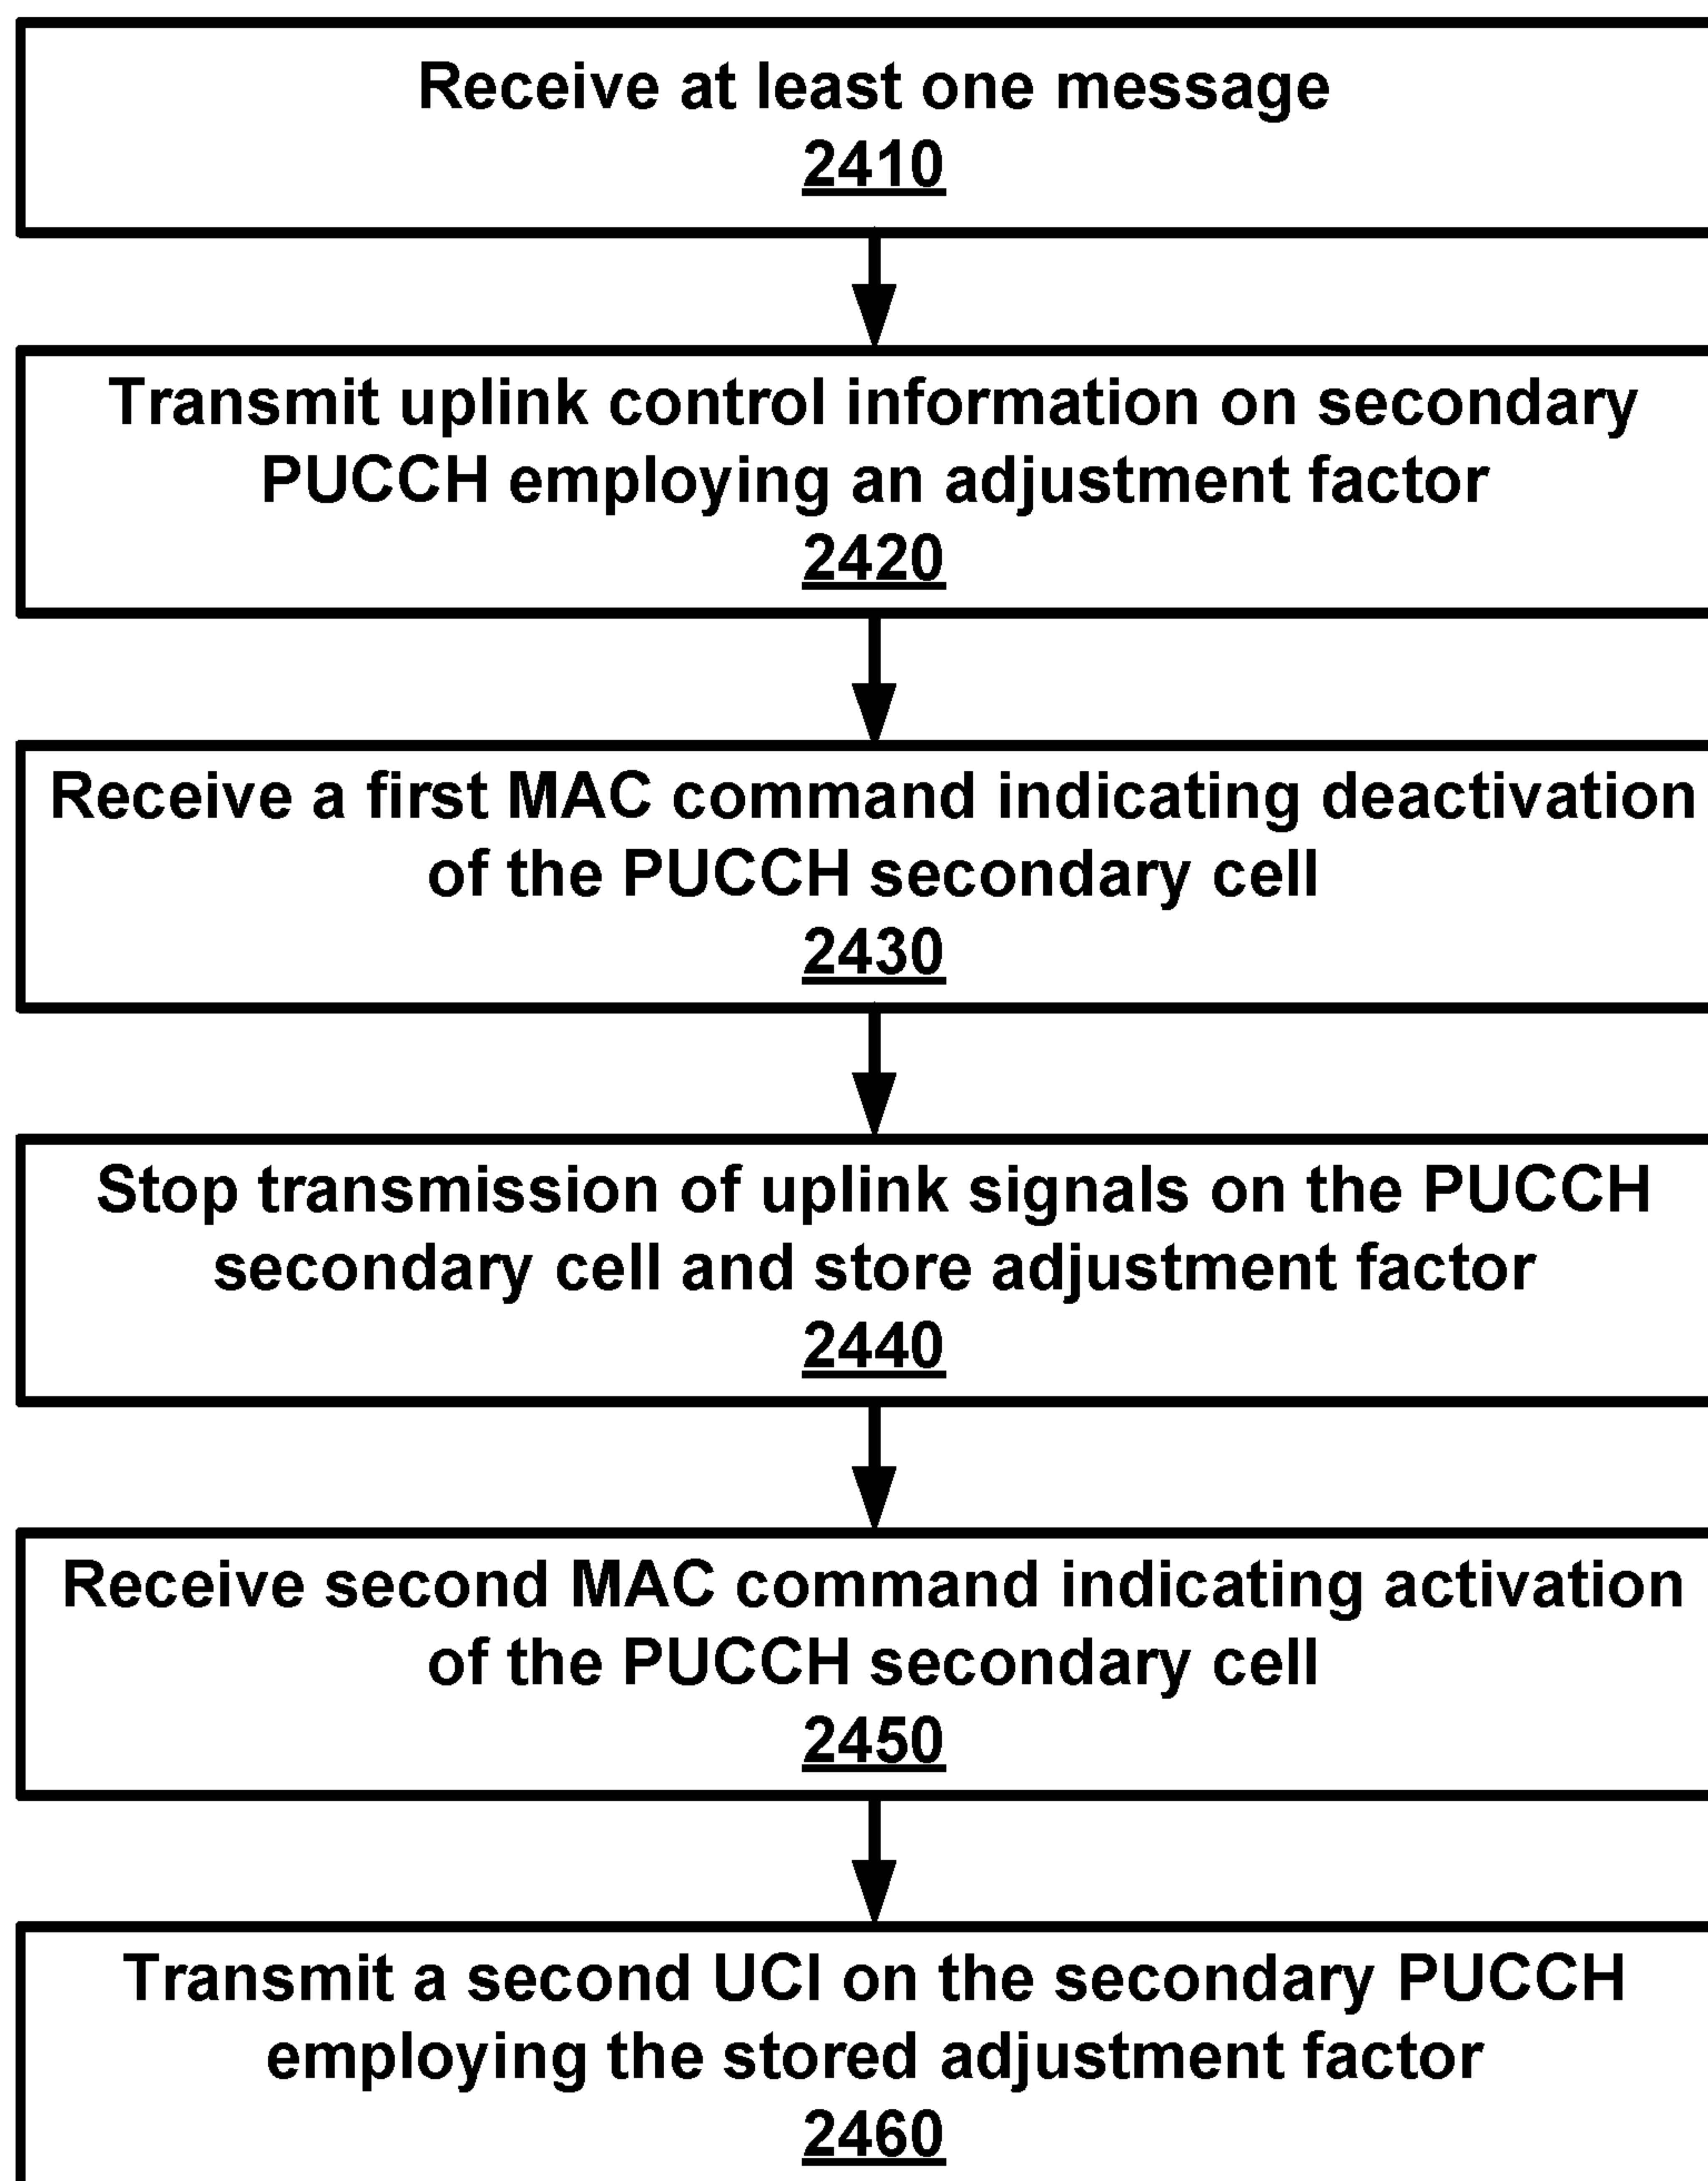 Receive at least one message
2410
Transmit uplink control information on secondary
PUCCH employing an adjustment factor
2420
Receive a first MAC command indicating deactivation
of the PUCCH secondary cell
2430
Stop transmission of uplink signals on the PUCCH
secondary cell and store adjustment factor
2440
Receive second MAC command indicating activation
of the PUCCH secondary cell
2450
Transmit a second UCI on the secondary PUCCH
employing the stored adjustment factor
2460